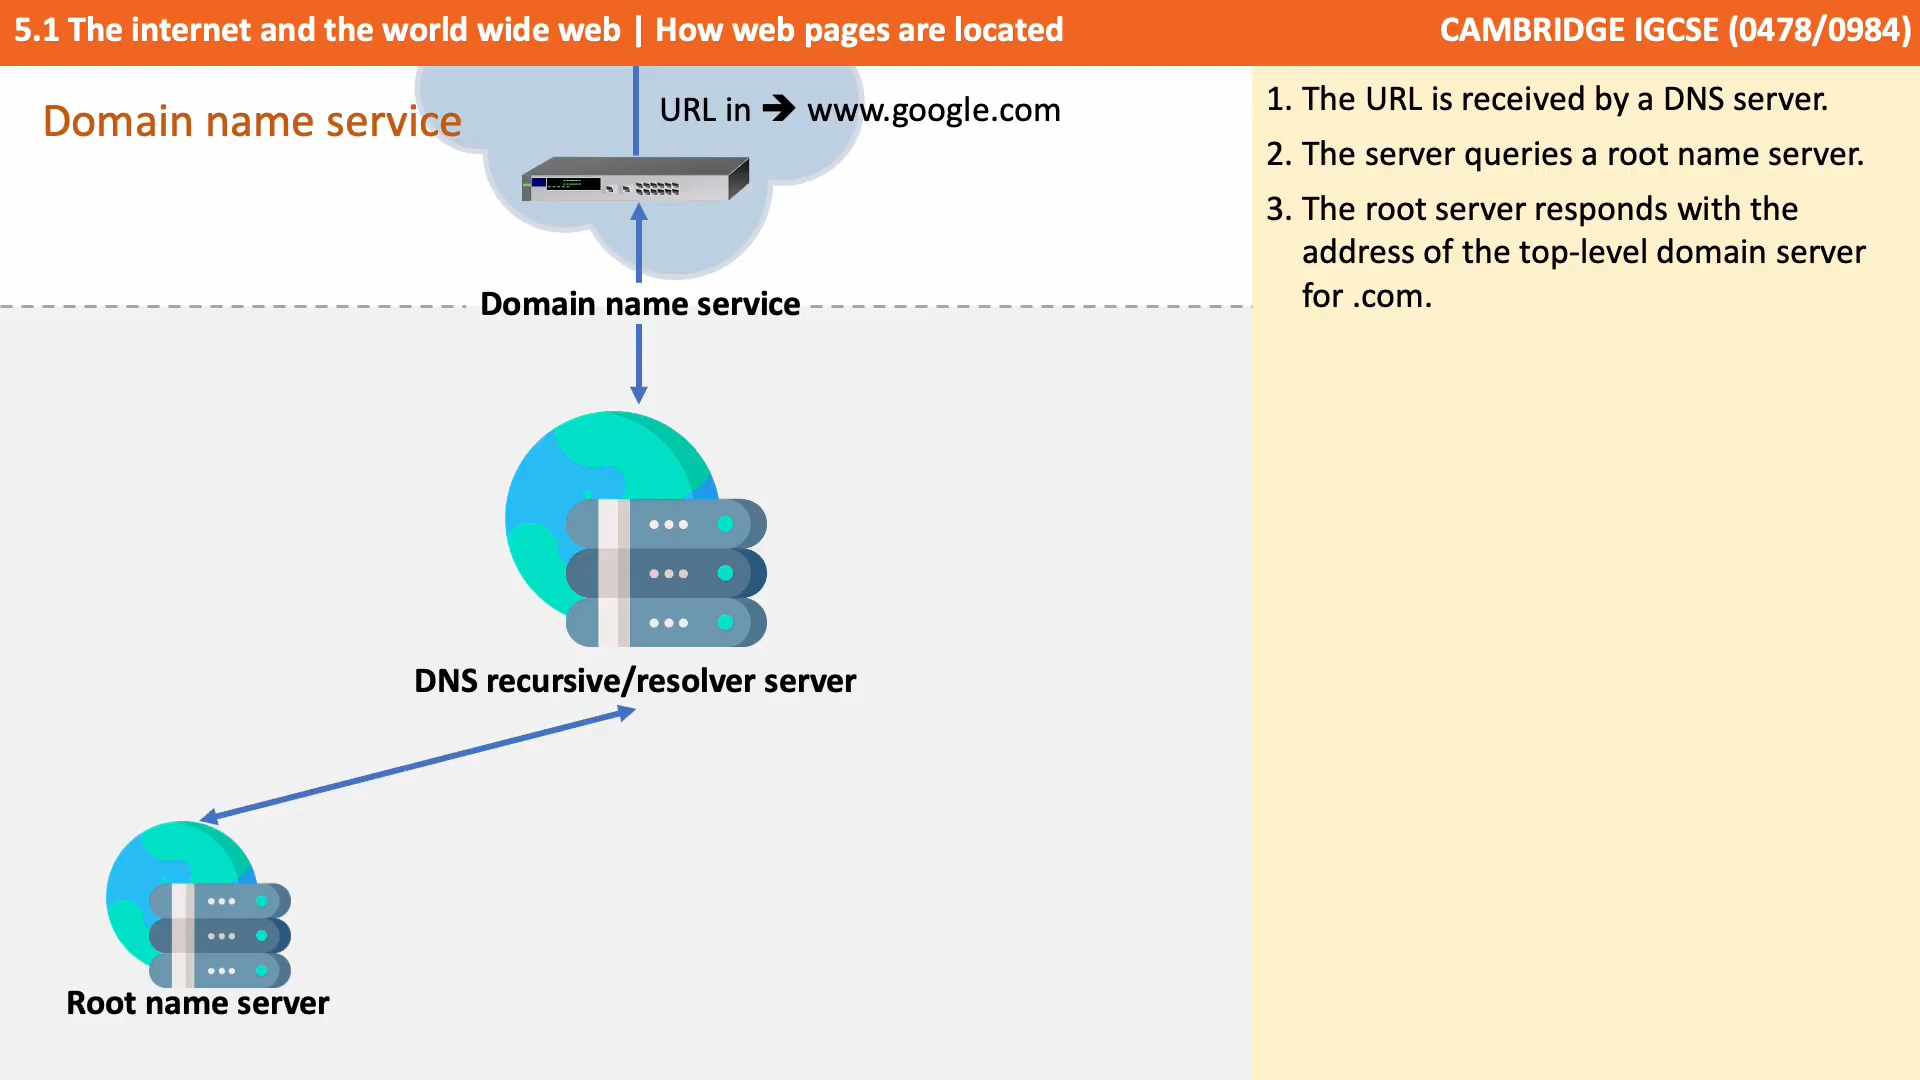 5.1 The internet and the world wide web | How web pages are located
CAMBRIDGE IGCSE (0478/0984)
Domain name service
URL in ➔ www.google.com
Domain name service
DNS recursive/resolver server
Root name server
1. The URL is received by a DNS server.
2. The server queries a root name server.
3. The root server responds with the
address of the top-level domain server
for .com.